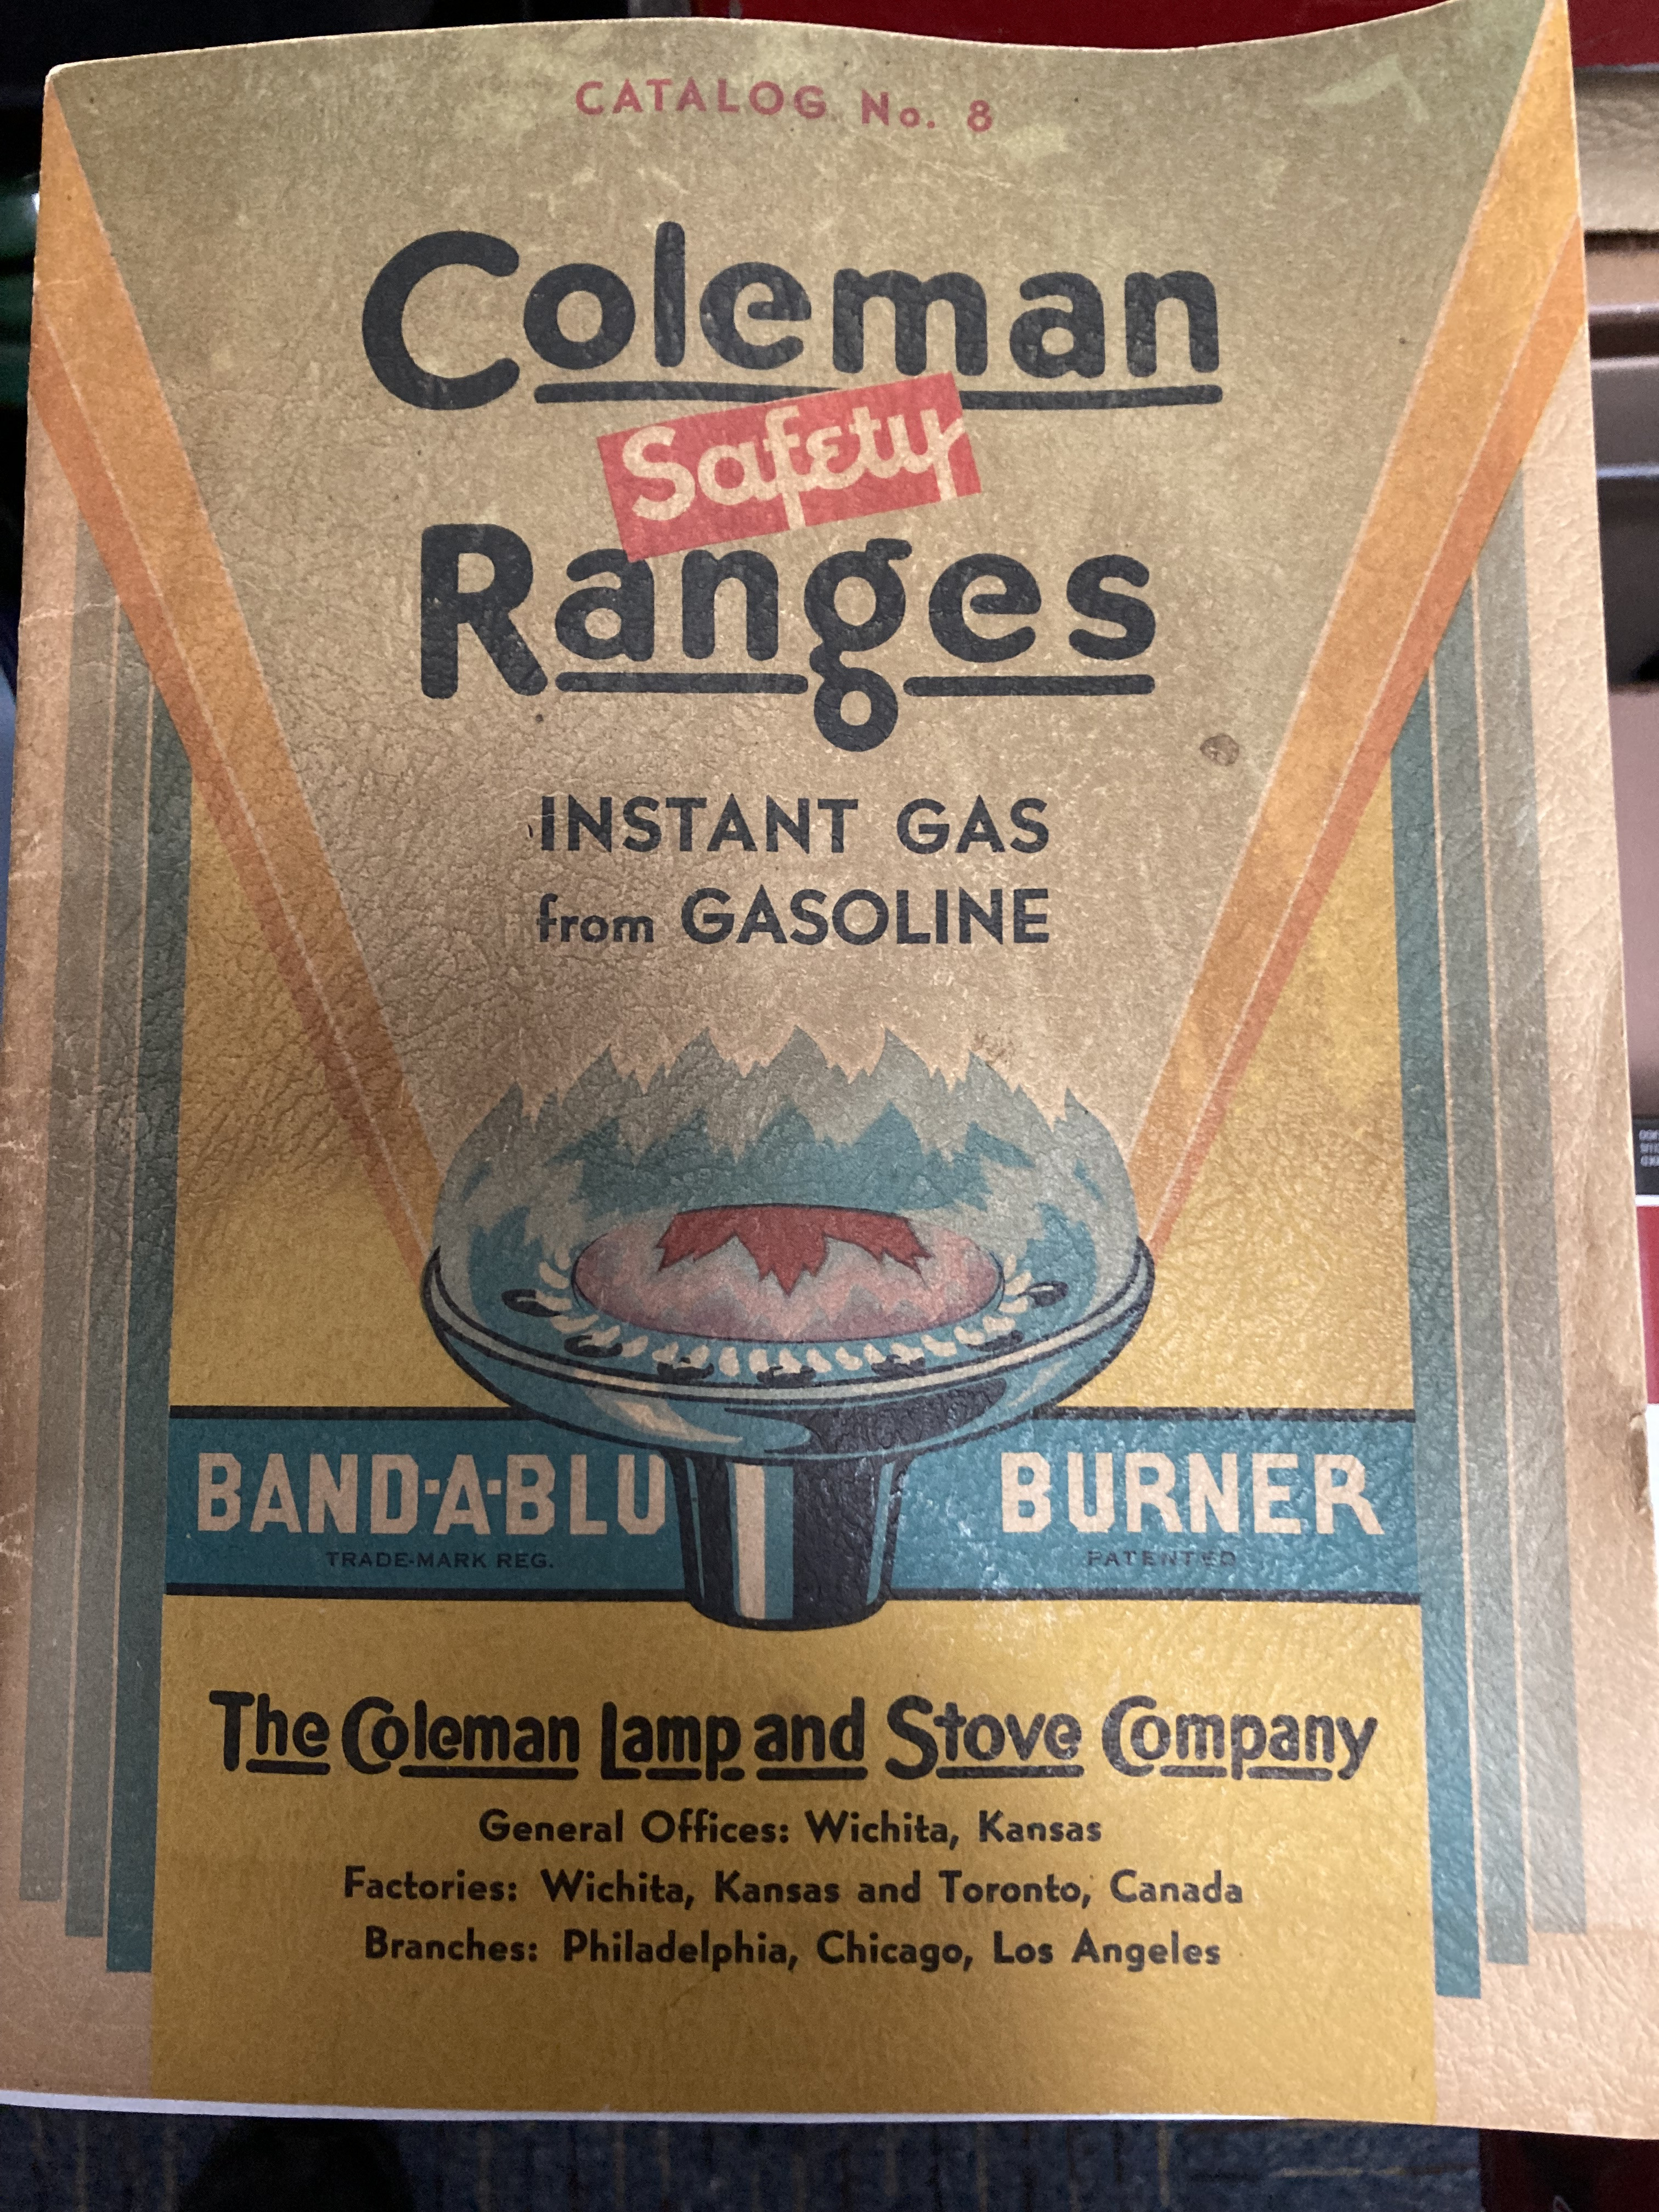 CATALOG No. 8
Coleman
Safety
Ranges
INSTANT GAS
from GASOLINE
BAND-A-BLU BURNER
TRADE-MARK REG. PATENTED
The Coleman Lamp and Stove Company
General Offices: Wichita, Kansas
Factories: Wichita, Kansas and Toronto, Canada
Branches: Philadelphia, Chicago, Los Angeles